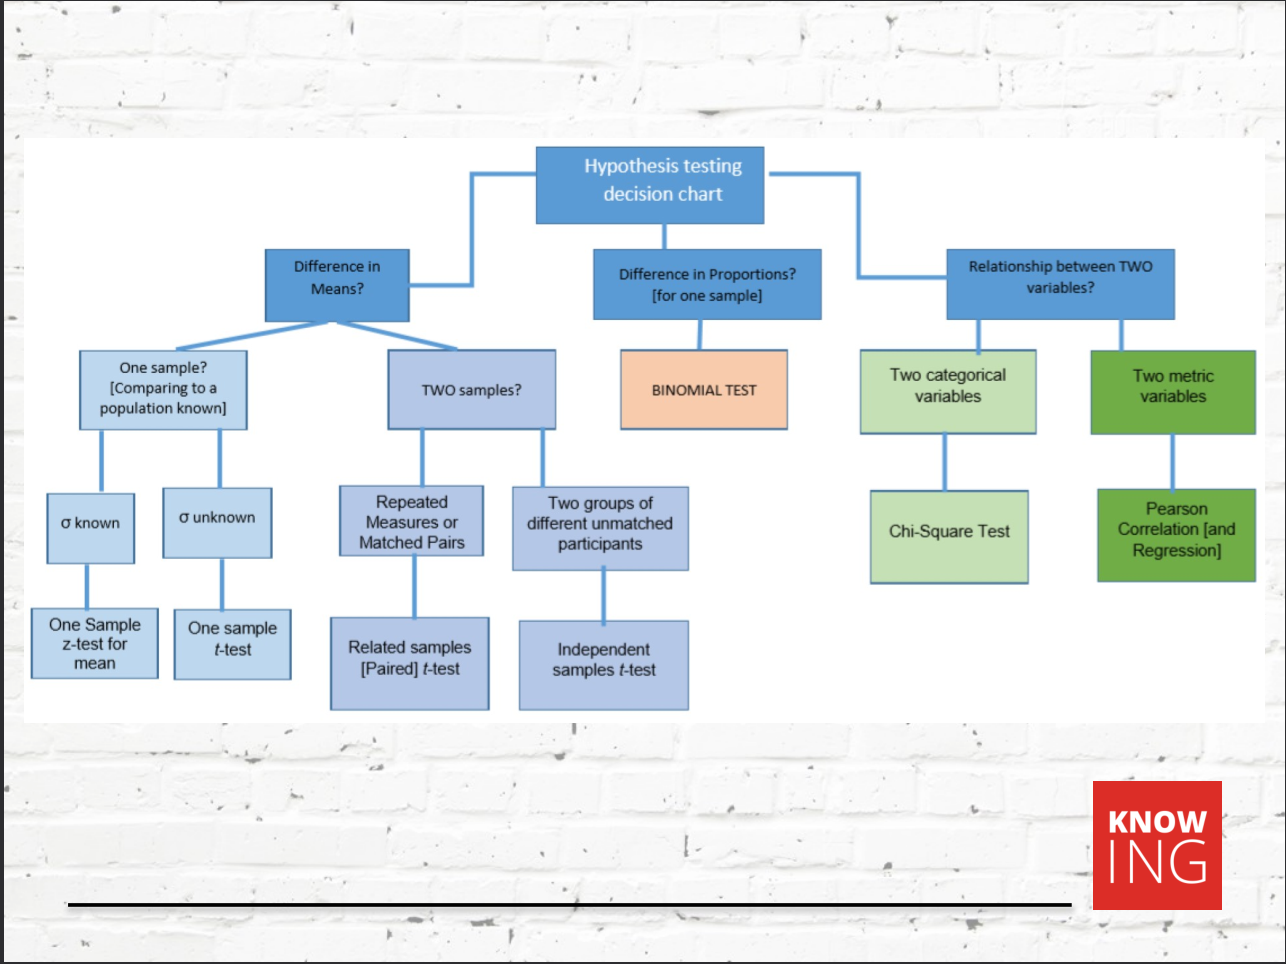 Hypothesis testing
decision chart
Difference in
Means?
Difference in Proportions?
[for one sample]
Relationship between TWO
variables?
One sample?
[Comparing to a
population known]
TWO samples?
BINOMIAL TEST
Two categorical
variables
Two metric
variables
σ known
σ unknown
Repeated
Measures or
Matched Pairs
Two groups of
different unmatched
participants
Chi-Square Test
Pearson
Correlation [and
Regression]
One Sample
z-test for
mean
One sample
t-test
Related samples
[Paired] t-test
Independent
samples t-test
KNOW
ING